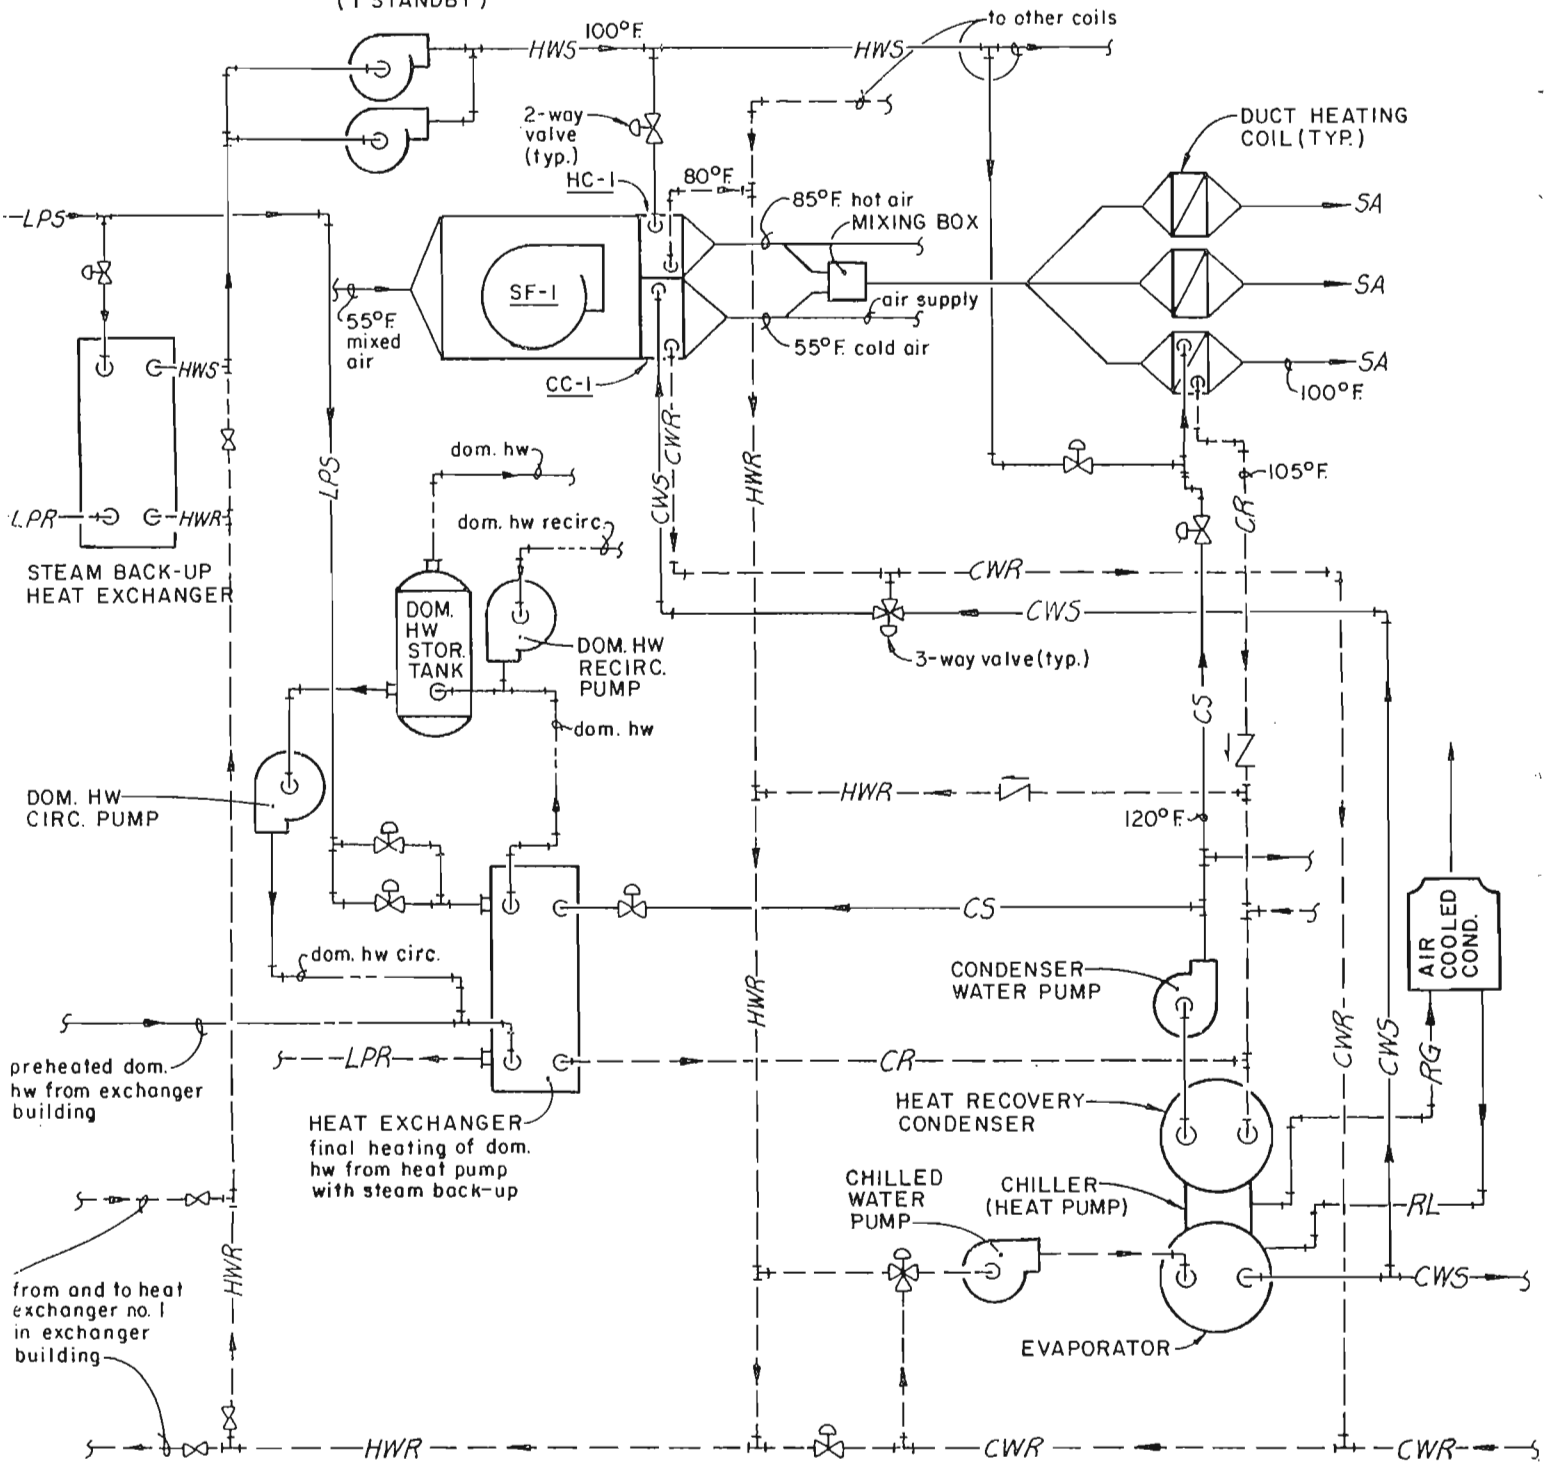 (1 STANDBY)
100°F.
HWS
HWS
to other coils
2-way
valve
(typ.)
DUCT HEATING
COIL (TYP.)
HC-1
80°F.
LPS
85°F. hot air
MIXING BOX
SA
SF-1
SA
air supply
55°F.
mixed
air
55°F. cold air
HWS
CC-1
SA
100°F.
CWR
dom. hw
LPS
HWR
CWS
105°F.
CR
LPR
HWR
dom. hw recirc.
STEAM BACK-UP
HEAT EXCHANGER
CWR
DOM.
HW
STOR.
TANK
CWS
DOM. HW
RECIRC.
PUMP
3-way valve (typ.)
CS
dom. hw
DOM. HW
CIRC. PUMP
HWR
120°F.
CS
AIR
COOLED
COND.
dom. hw circ.
CONDENSER
WATER PUMP
HWR
CWR
CWS
RG
preheated dom.
hw from exchanger
building
LPR
CR
HEAT EXCHANGER
final heating of dom.
hw from heat pump
with steam back-up
HEAT RECOVERY
CONDENSER
CHILLED
WATER
PUMP
CHILLER
(HEAT PUMP)
RL
HWR
from and to heat
exchanger no. 1
in exchanger
building
CWS
EVAPORATOR
HWR
CWR
CWR